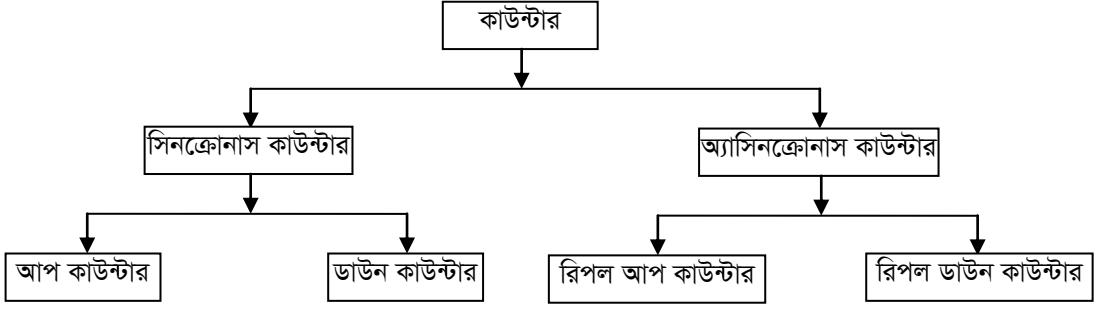 কাউন্টার
সিনক্রোনাস কাউন্টার
অ্যাসিনক্রোনাস কাউন্টার
আপ কাউন্টার
ডাউন কাউন্টার
রিপল আপ কাউন্টার
রিপল ডাউন কাউন্টার